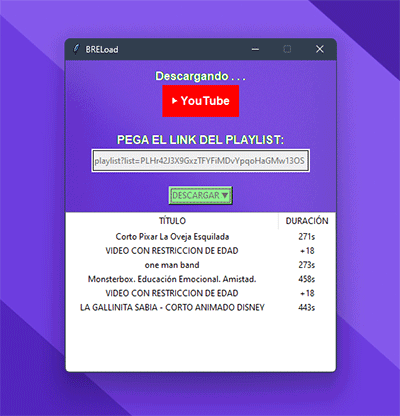 BRELoad
Descargando . . .
YouTube
PEGA EL LINK DEL PLAYLIST:
playlist?list=PLHr42J3X9GxzTFYFiMDvYpqoHaGMw13OS
DESCARGAR ▼
TÍTULO DURACIÓN
Corto Pixar La Oveja Esquilada 271s
VIDEO CON RESTRICCION DE EDAD +18
one man band 273s
Monsterbox. Educación Emocional. Amistad. 458s
VIDEO CON RESTRICCION DE EDAD +18
LA GALLINITA SABIA - CORTO ANIMADO DISNEY 443s